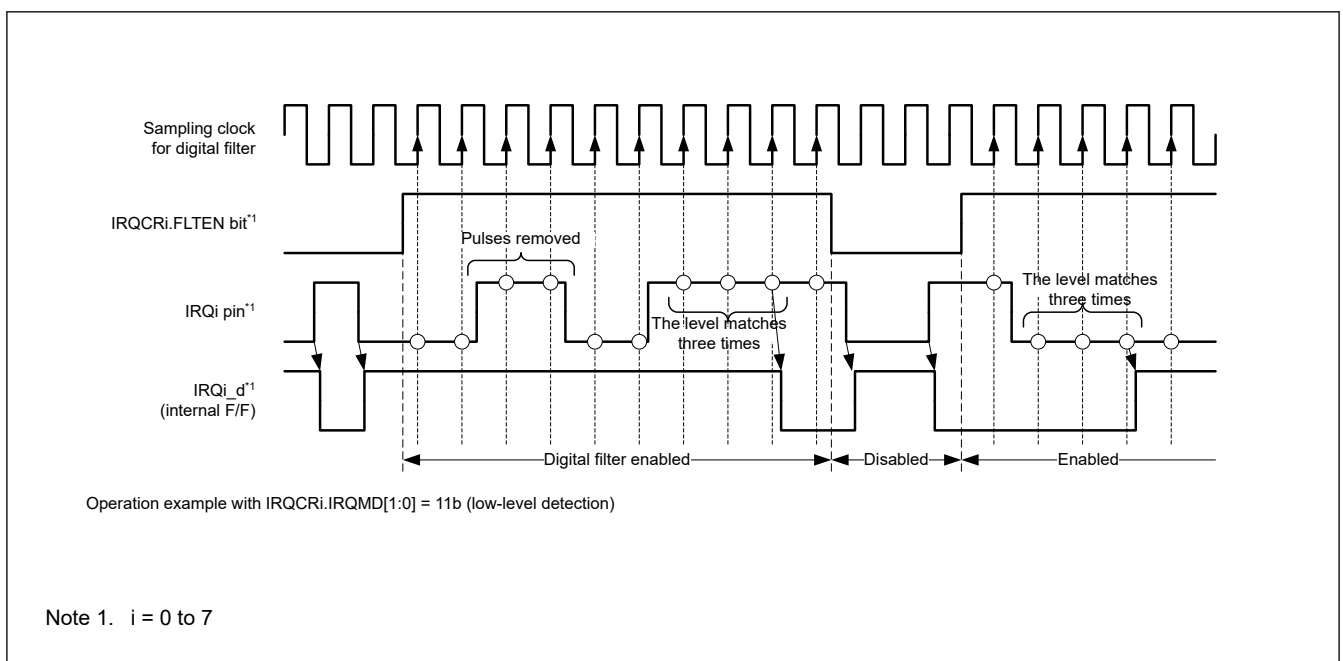 Sampling clock
for digital filter
IRQCRi.FLTEN bit*1
Pulses removed
IRQi pin*1
The level matches
three times
The level matches
three times
IRQi_d*1
(internal F/F)
Digital filter enabled
Disabled
Enabled
Operation example with IRQCRi.IRQMD[1:0] = 11b (low-level detection)
Note 1. i = 0 to 7